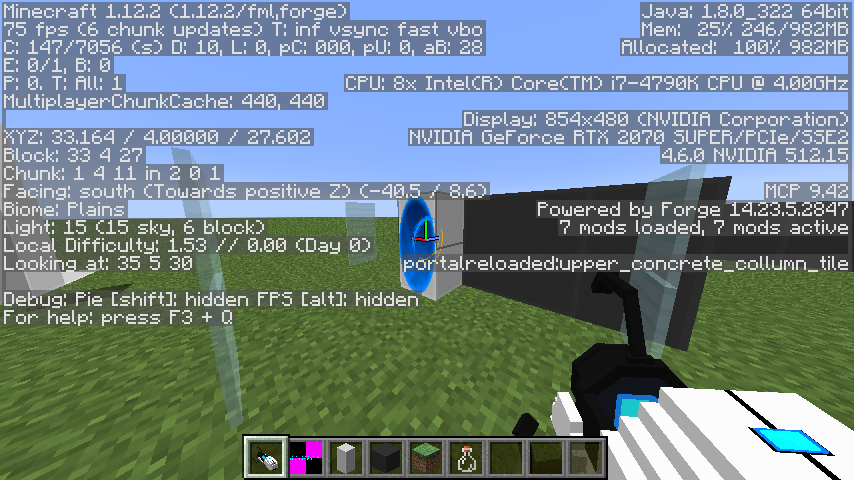 Minecraft 1.12.2 (1.12.2/fml,forge)
75 fps (6 chunk updates) T: inf vsync fast vbo
C: 147/7056 (s) D: 10, L: 0, pC: 000, pU: 0, aB: 28
E: 0/1, B: 0
P: 0. T: All: 1
MultiplayerChunkCache: 440, 440
XYZ: 33.164 / 4.00000 / 27.602
Block: 33 4 27
Chunk: 1 4 11 in 2 0 1
Facing: south (Towards positive Z) (-40.5 / 8.6)
Biome: Plains
Light: 15 (15 sky, 6 block)
Local Difficulty: 1.53 // 0.00 (Day 0)
Looking at: 35 5 30
Debug: Pie [shift]: hidden FPS [alt]: hidden
For help: press F3 + Q
Java: 1.8.0_322 64bit
Mem: 25% 246/982MB
Allocated: 100% 982MB
CPU: 8x Intel(R) Core(TM) i7-4790K CPU @ 4.00GHz
Display: 854x480 (NVIDIA Corporation)
NVIDIA GeForce RTX 2070 SUPER/PCIe/SSE2
4.6.0 NVIDIA 512.15
MCP 9.42
Powered by Forge 14.23.5.2847
7 mods loaded, 7 mods active
portalreloaded:upper_concrete_collumn_tile